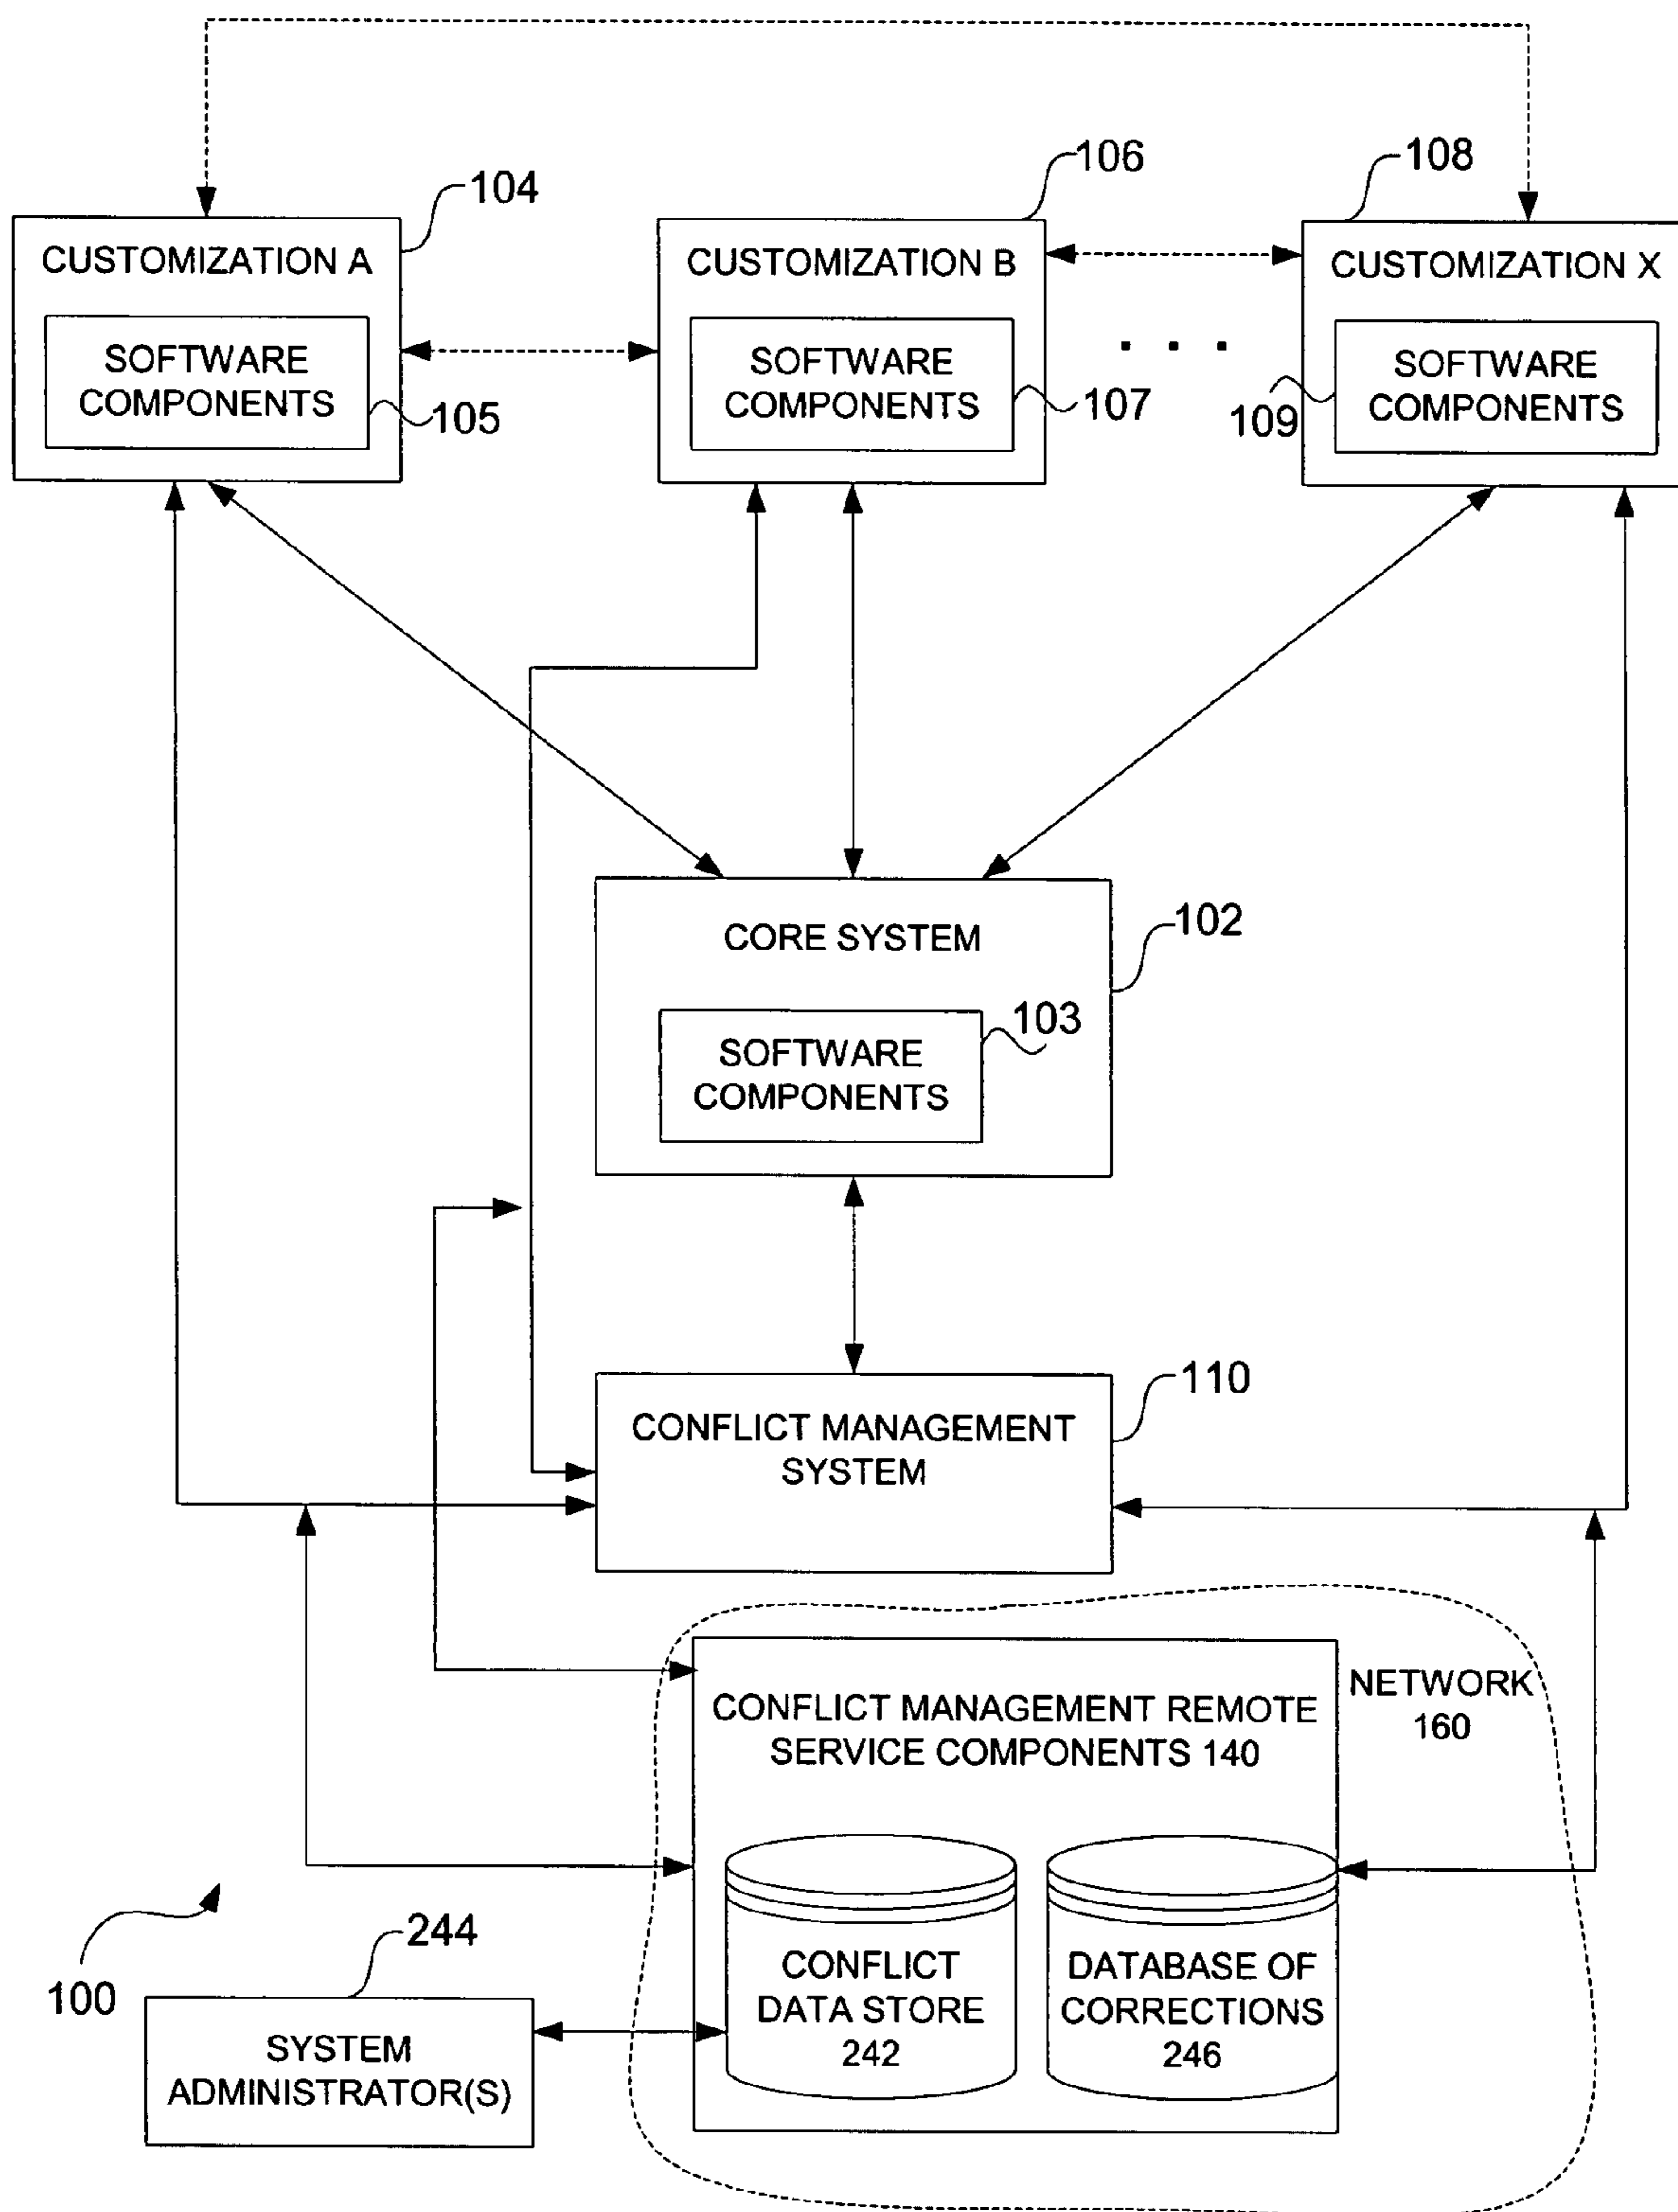 104
106
108
CUSTOMIZATION A
CUSTOMIZATION B
CUSTOMIZATION X
SOFTWARE
COMPONENTS
105
SOFTWARE
COMPONENTS
107
. . .
109
SOFTWARE
COMPONENTS
CORE SYSTEM
102
SOFTWARE
COMPONENTS
103
110
CONFLICT MANAGEMENT
SYSTEM
CONFLICT MANAGEMENT REMOTE
SERVICE COMPONENTS 140
NETWORK
160
CONFLICT
DATA STORE
242
DATABASE OF
CORRECTIONS
246
100
244
SYSTEM
ADMINISTRATOR(S)